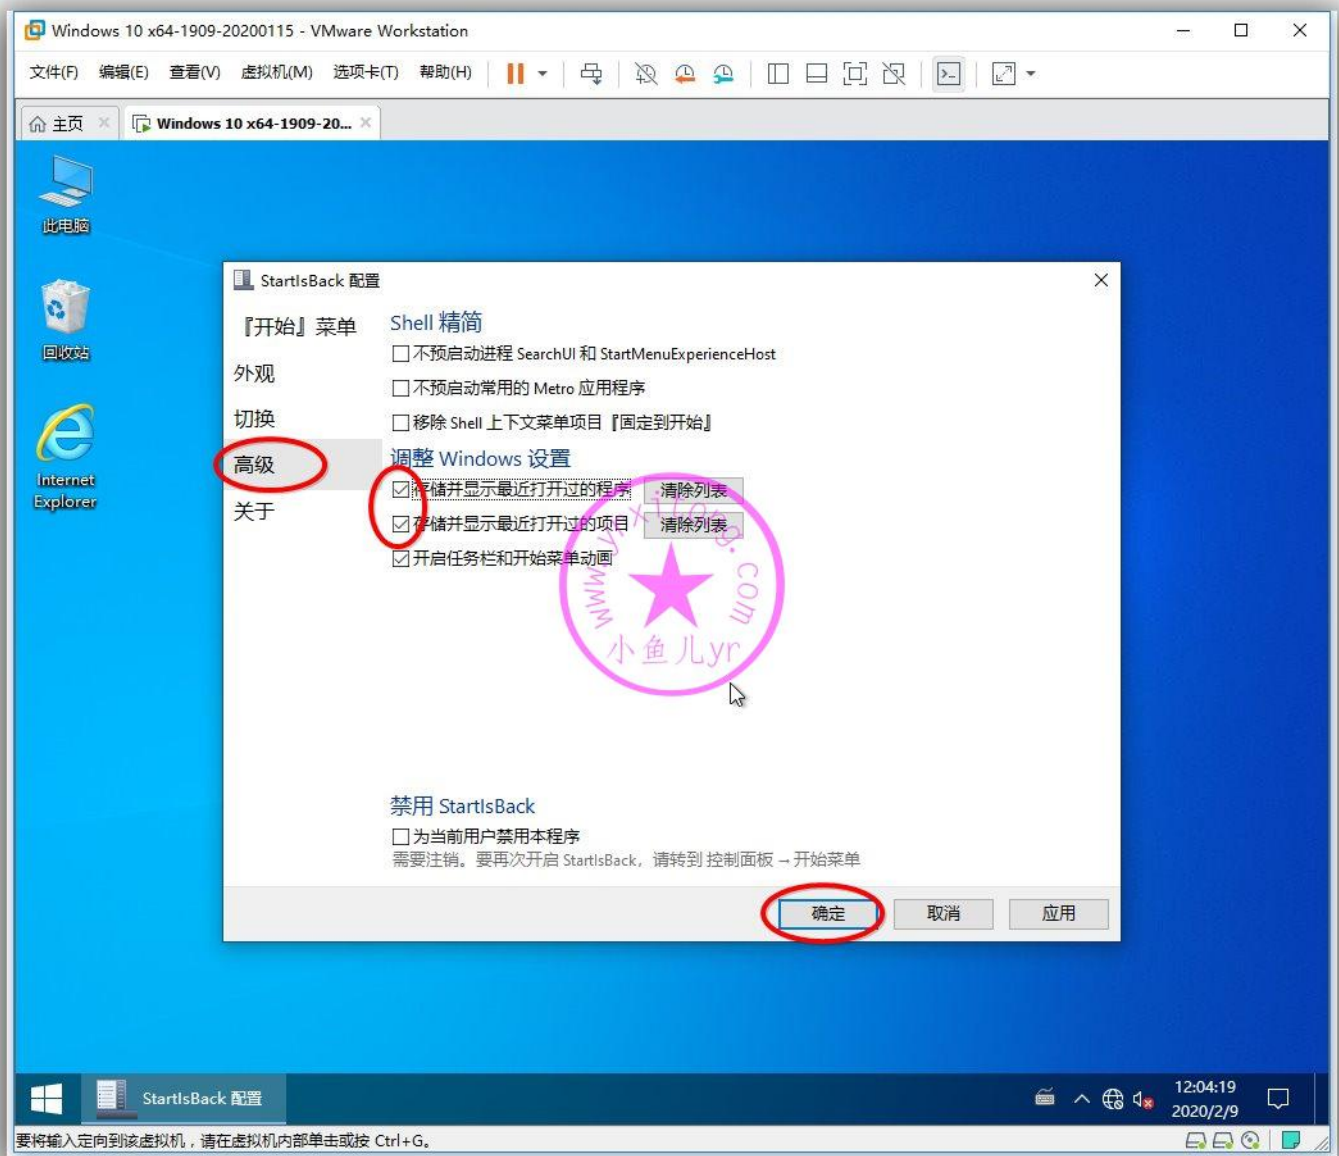 Windows 10 x64-1909-20200115 - VMware Workstation
文件(F) 编辑(E) 查看(V) 虚拟机(M) 选项卡(T) 帮助(H)
主页 Windows 10 x64-1909-20...
此电脑
回收站
Internet
Explorer
StartIsBack 配置
『开始』菜单
外观
切换
高级
关于
Shell 精简
不预启动进程 SearchUI 和 StartMenuExperienceHost
不预启动常用的 Metro 应用程序
移除 Shell 上下文菜单项目『固定到开始』
调整 Windows 设置
存储并显示最近打开过的程序 清除列表
存储并显示最近打开过的项目 清除列表
开启任务栏和开始菜单动画
www.yrxitong.com
小鱼儿yr
禁用 StartIsBack
为当前用户禁用本程序
需要注销。要再次开启 StartIsBack，请转到 控制面板 → 开始菜单
确定 取消 应用
StartIsBack 配置
12:04:19
2020/2/9
要将输入定向到该虚拟机，请在虚拟机内部单击或按 Ctrl+G。